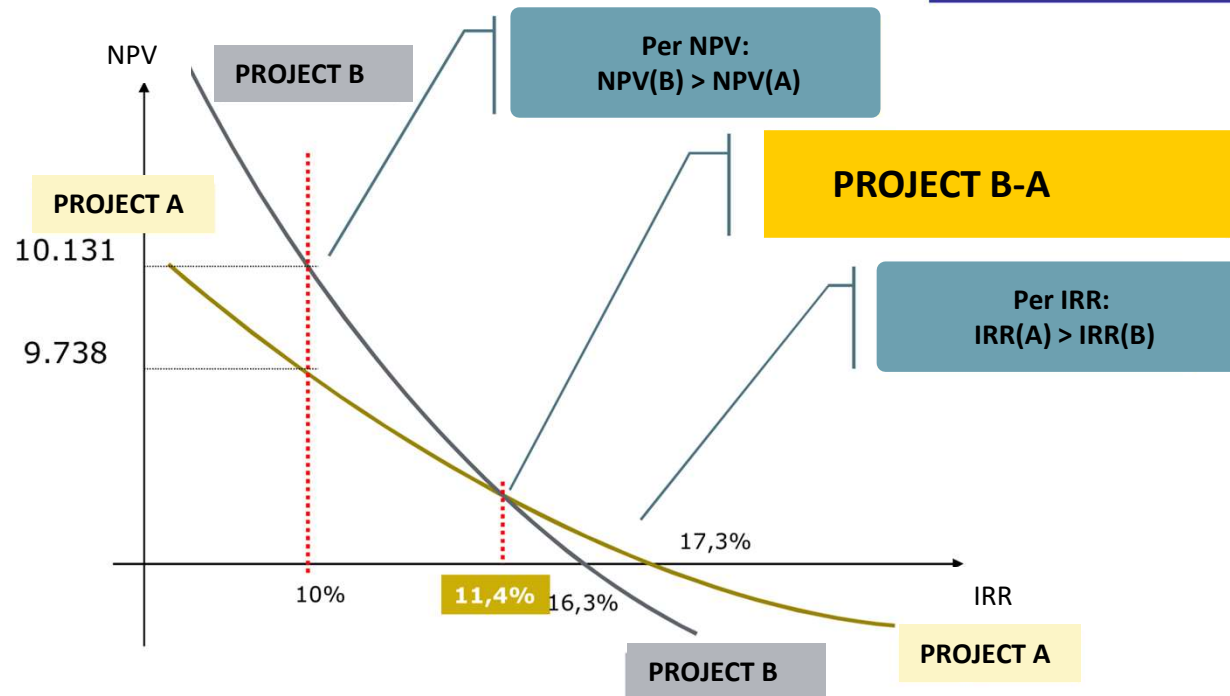 NPV
PROJECT B
Per NPV:
NPV(B) > NPV(A)
PROJECT B-A
PROJECT A
10.131
Per IRR:
IRR(A) > IRR(B)
9.738
17,3%
10%
11,4%
16,3%
IRR
PROJECT B
PROJECT A